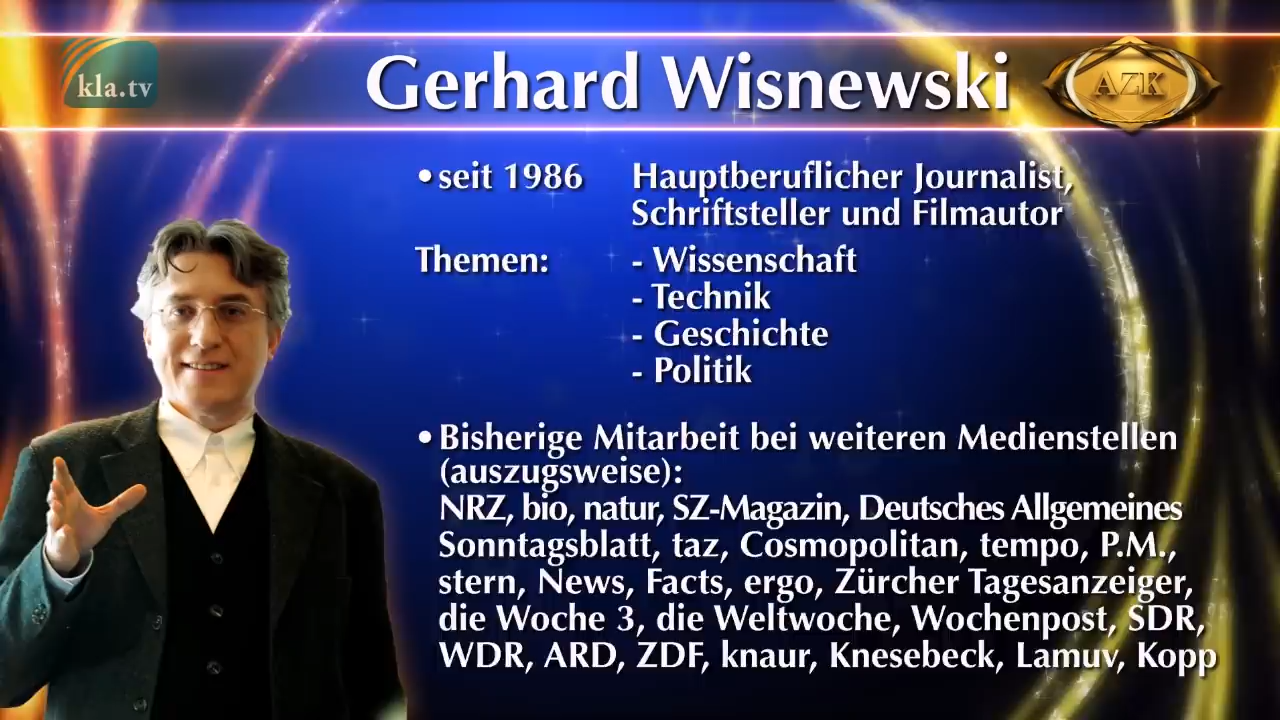 kla.tv
Gerhard Wisnewski
AZK
•seit 1986 Hauptberuflicher Journalist,
Schriftsteller und Filmautor
Themen: - Wissenschaft
- Technik
- Geschichte
- Politik
•Bisherige Mitarbeit bei weiteren Medienstellen
(auszugsweise):
NRZ, bio, natur, SZ-Magazin, Deutsches Allgemeines
Sonntagsblatt, taz, Cosmopolitan, tempo, P.M.,
stern, News, Facts, ergo, Zürcher Tagesanzeiger,
die Woche 3, die Weltwoche, Wochenpost, SDR,
WDR, ARD, ZDF, knaur, Knesebeck, Lamuv, Kopp